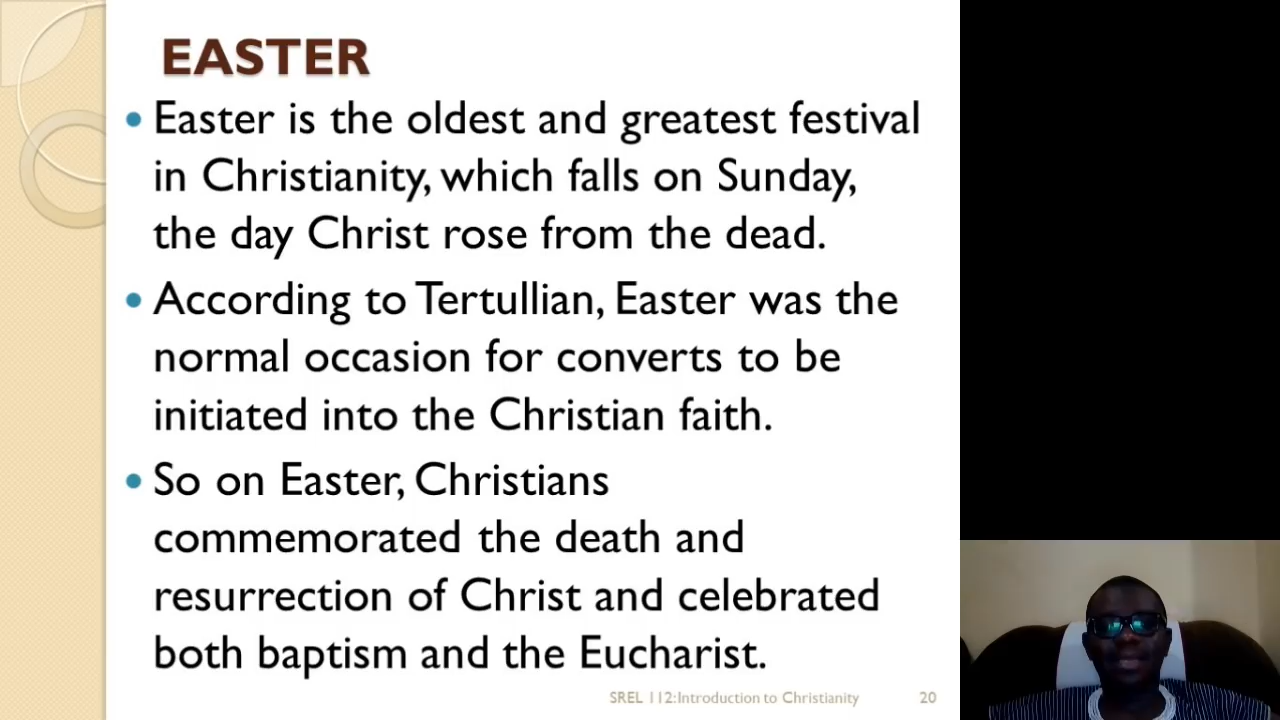 EASTER
• Easter is the oldest and greatest festival
in Christianity, which falls on Sunday,
the day Christ rose from the dead.
• According to Tertullian, Easter was the
normal occasion for converts to be
initiated into the Christian faith.
• So on Easter, Christians
commemorated the death and
resurrection of Christ and celebrated
both baptism and the Eucharist.
SREL 112:Introduction to Christianity 20